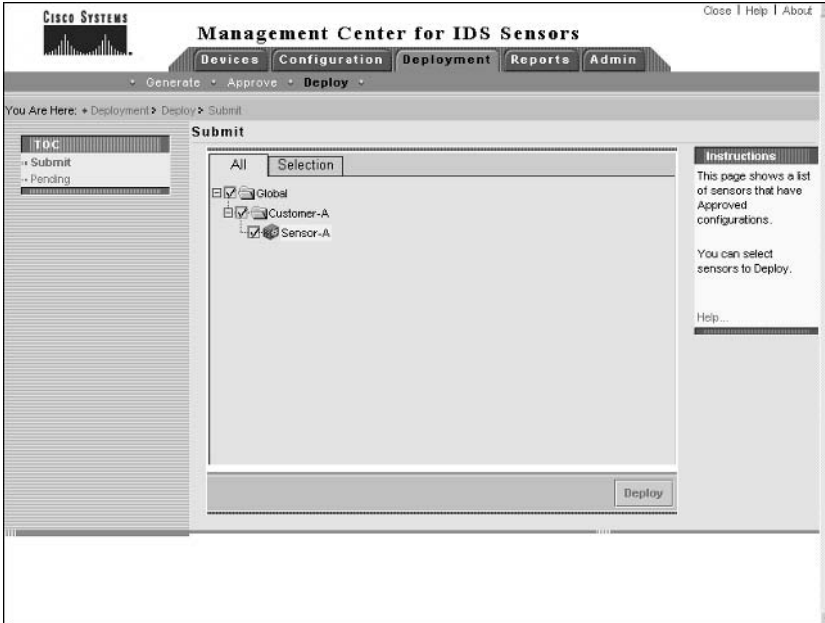 Close | Help | About
CISCO SYSTEMS
Management Center for IDS Sensors
Devices Configuration Deployment Reports Admin
Generate Approve Deploy
You Are Here: Deployment > Deploy > Submit
TOC
Submit
Pending
Submit
All Selection
Global
Customer-A
Sensor-A
Deploy
Instructions
This page shows a list
of sensors that have
Approved
configurations.
You can select
sensors to Deploy.
Help...